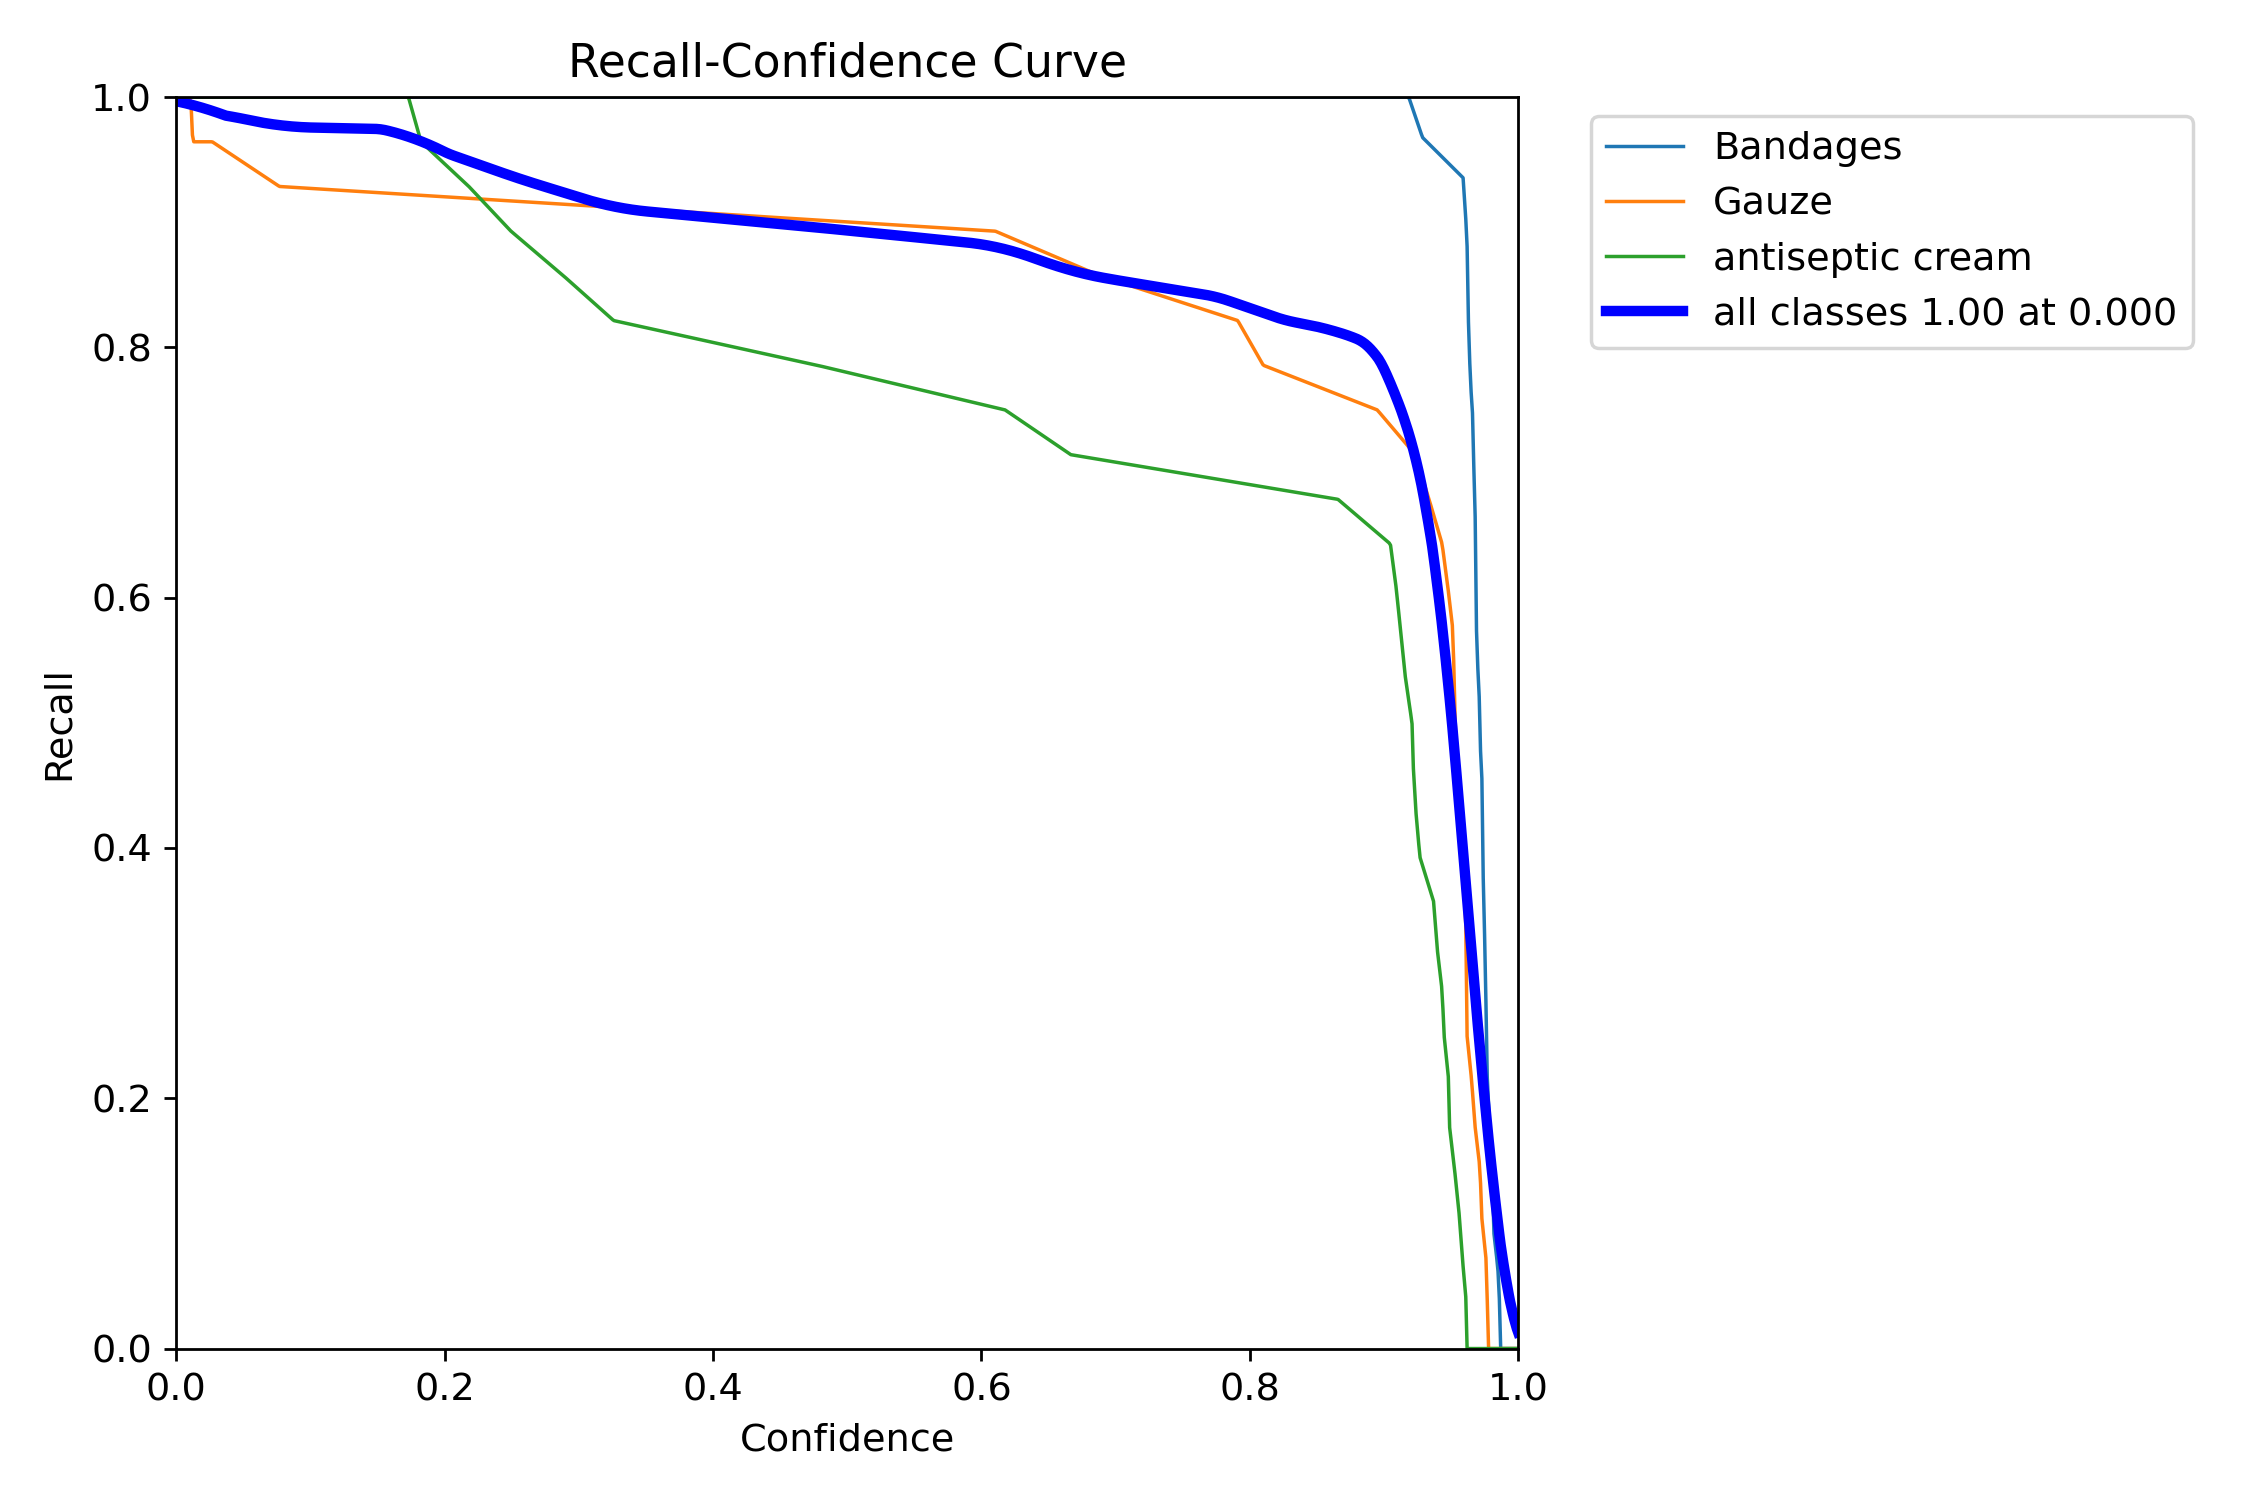 Recall-Confidence Curve
1.0
0.8
0.6
0.4
0.2
0.0
Recall
0.0 0.2 0.4 0.6 0.8 1.0
Confidence
Bandages
Gauze
antiseptic cream
all classes 1.00 at 0.000